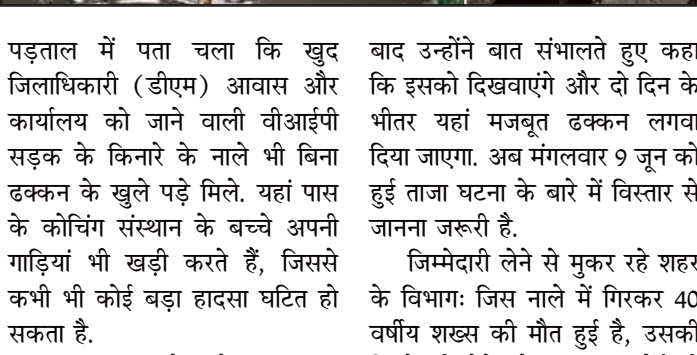 पड़ताल में पता चला कि खुद
जिलाधिकारी (डीएम) आवास और
कार्यालय को जाने वाली वीआईपी
सड़क के किनारे के नाले भी बिना
ढक्कन के खुले पड़े मिले. यहां पास
के कोचिंग संस्थान के बच्चे अपनी
गाड़ियां भी खड़ी करते हैं, जिससे
कभी भी कोई बड़ा हादसा घटित हो
सकता है.
बाद उन्होंने बात संभालते हुए कहा
कि इसको दिखवाएंगे और दो दिन के
भीतर यहां मजबूत ढक्कन लगवा
दिया जाएगा. अब मंगलवार 9 जून को
हुई ताजा घटना के बारे में विस्तार से
जानना जरूरी है.
जिम्मेदारी लेने से मुकर रहे शहर
के विभागः जिस नाले में गिरकर 40
वर्षीय शख्स की मौत हुई है, उसकी